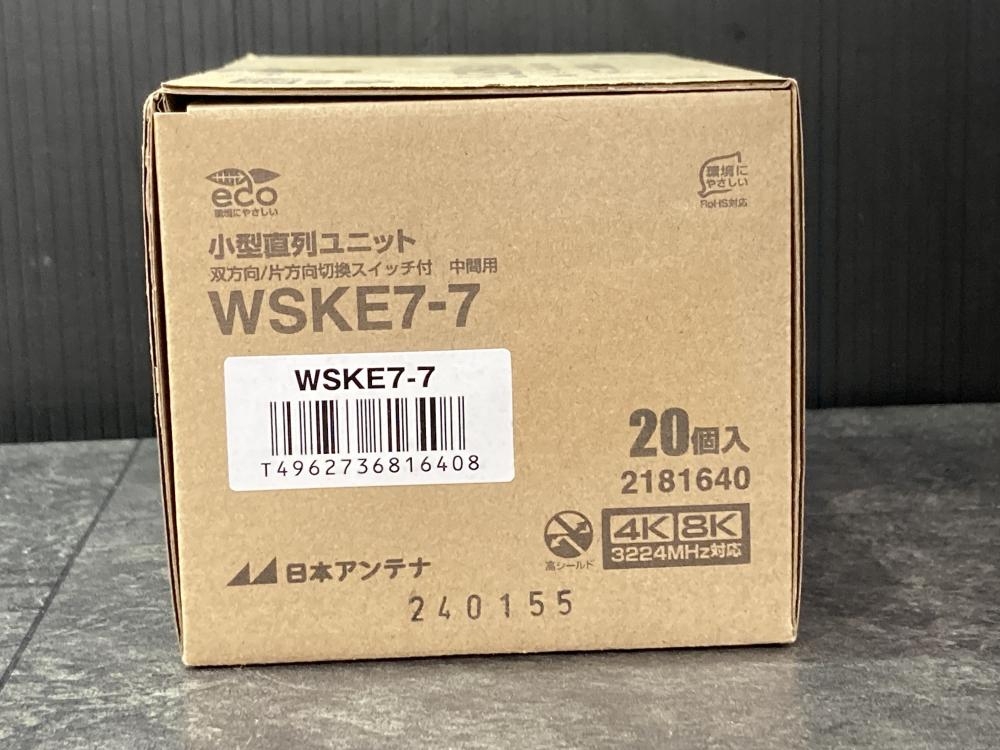 eco
環境にやさしい
環境に
やさしい
RoHS対応
小型直列ユニット
双方向/片方向切換スイッチ付 中間用
WSKE7-7
WSKE7-7
T4962736816408
20個入
2181640
高シールド
4K 8K
3224MHz対応
日本アンテナ
240155